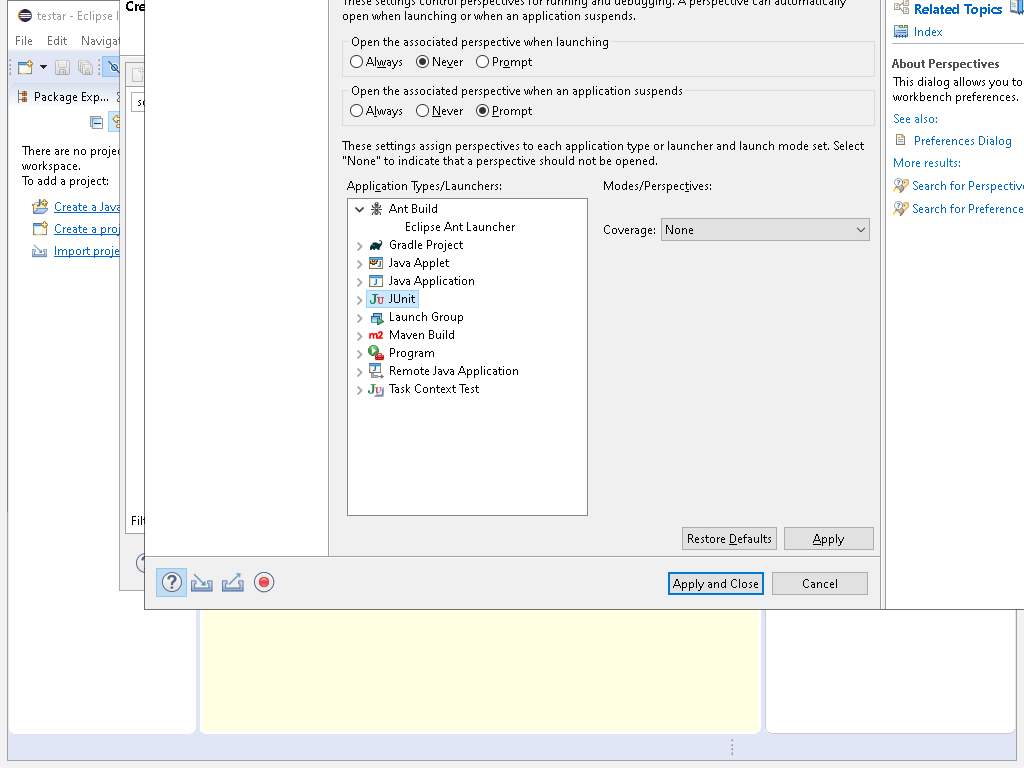 testar - Eclipse I
Cre
File Edit Navigat
Package Exp...
There are no proje
workspace.
To add a project:
Create a Java
Create a proj
Import proje
These settings control perspectives for running and debugging. A perspective can automatically
open when launching or when an application suspends.
Open the associated perspective when launching
Always Never Prompt
Open the associated perspective when an application suspends
Always Never Prompt
These settings assign perspectives to each application type or launcher and launch mode set. Select
"None" to indicate that a perspective should not be opened.
Application Types/Launchers:
Modes/Perspectives:
Ant Build
Eclipse Ant Launcher
Gradle Project
Java Applet
Java Application
JUnit
Launch Group
Maven Build
Program
Remote Java Application
Task Context Test
Coverage: None
Filt
Restore Defaults Apply
Apply and Close Cancel
Related Topics
Index
About Perspectives
This dialog allows you to
workbench preferences.
See also:
Preferences Dialog
More results:
Search for Perspective
Search for Preference